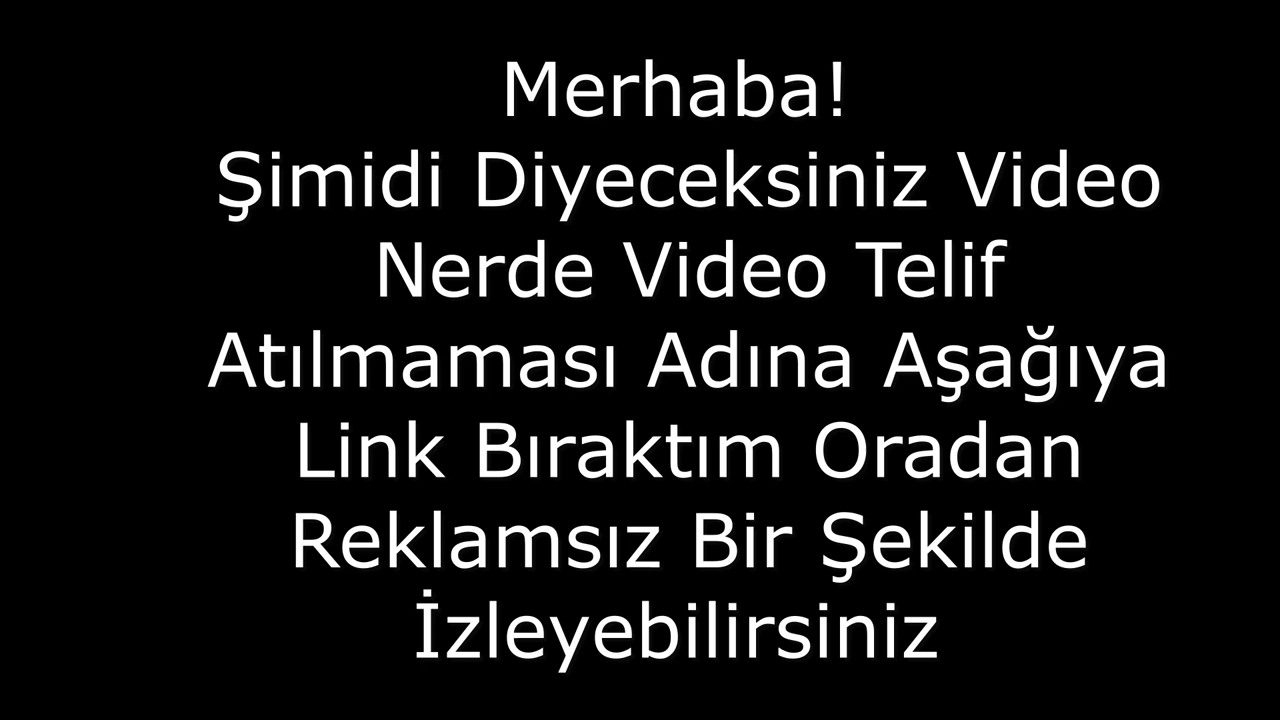 Merhaba!
Şimidi Diyeceksiniz Video
Nerde Video Telif
Atılmaması Adına Aşağıya
Link Bıraktım Oradan
Reklamsız Bir Şekilde
İzleyebilirsiniz